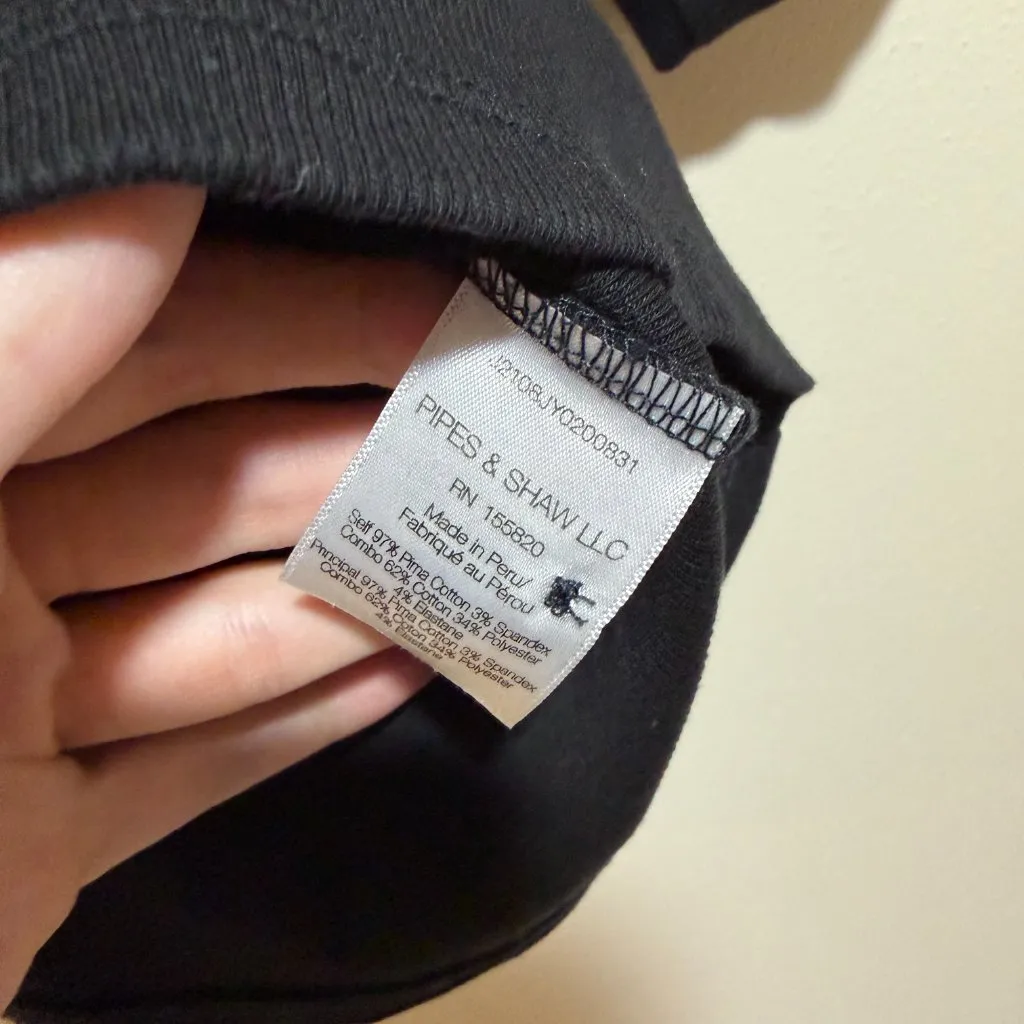 J2108JY0200831
PIPES & SHAW LLC
RN 155820
Made in Peru/
Fabriqué au Pérou
Self 97% Pima Cotton 3% Spandex
Combo 62% Cotton 34% Polyester
4% Elastane
Principal 97% Pima Cotton 3% Spandex
Combo 62% Coton 34% Polyester
4% Elastane